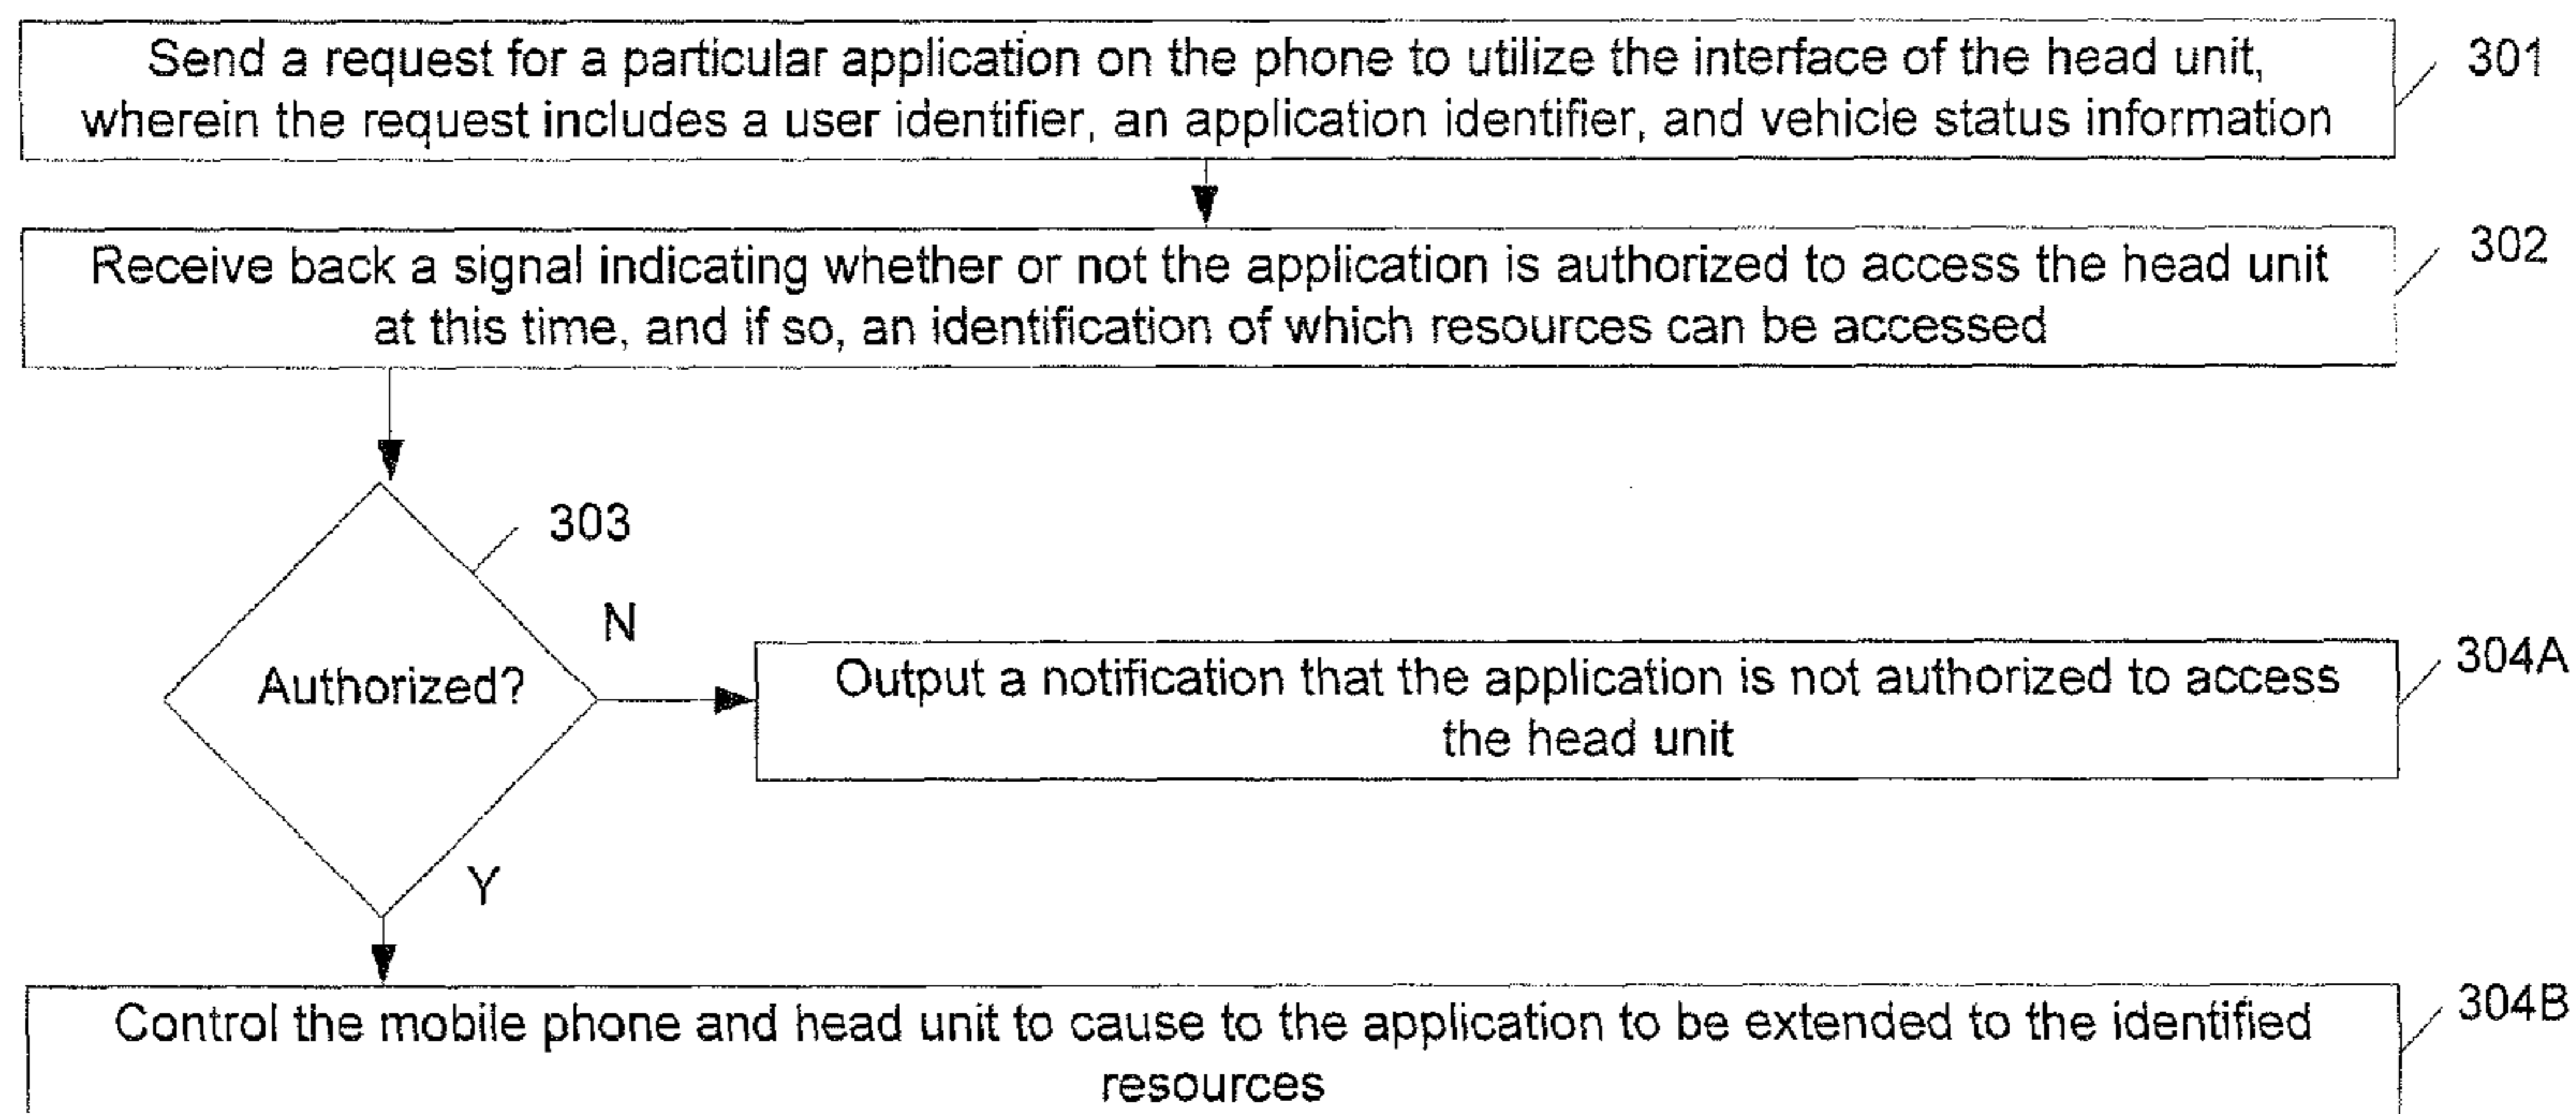 Send a request for a particular application on the phone to utilize the interface of the head unit,
wherein the request includes a user identifier, an application identifier, and vehicle status information
301
Receive back a signal indicating whether or not the application is authorized to access the head unit
at this time, and if so, an identification of which resources can be accessed
302
303
Authorized?
N
Output a notification that the application is not authorized to access
the head unit
304A
Y
Control the mobile phone and head unit to cause to the application to be extended to the identified
resources
304B